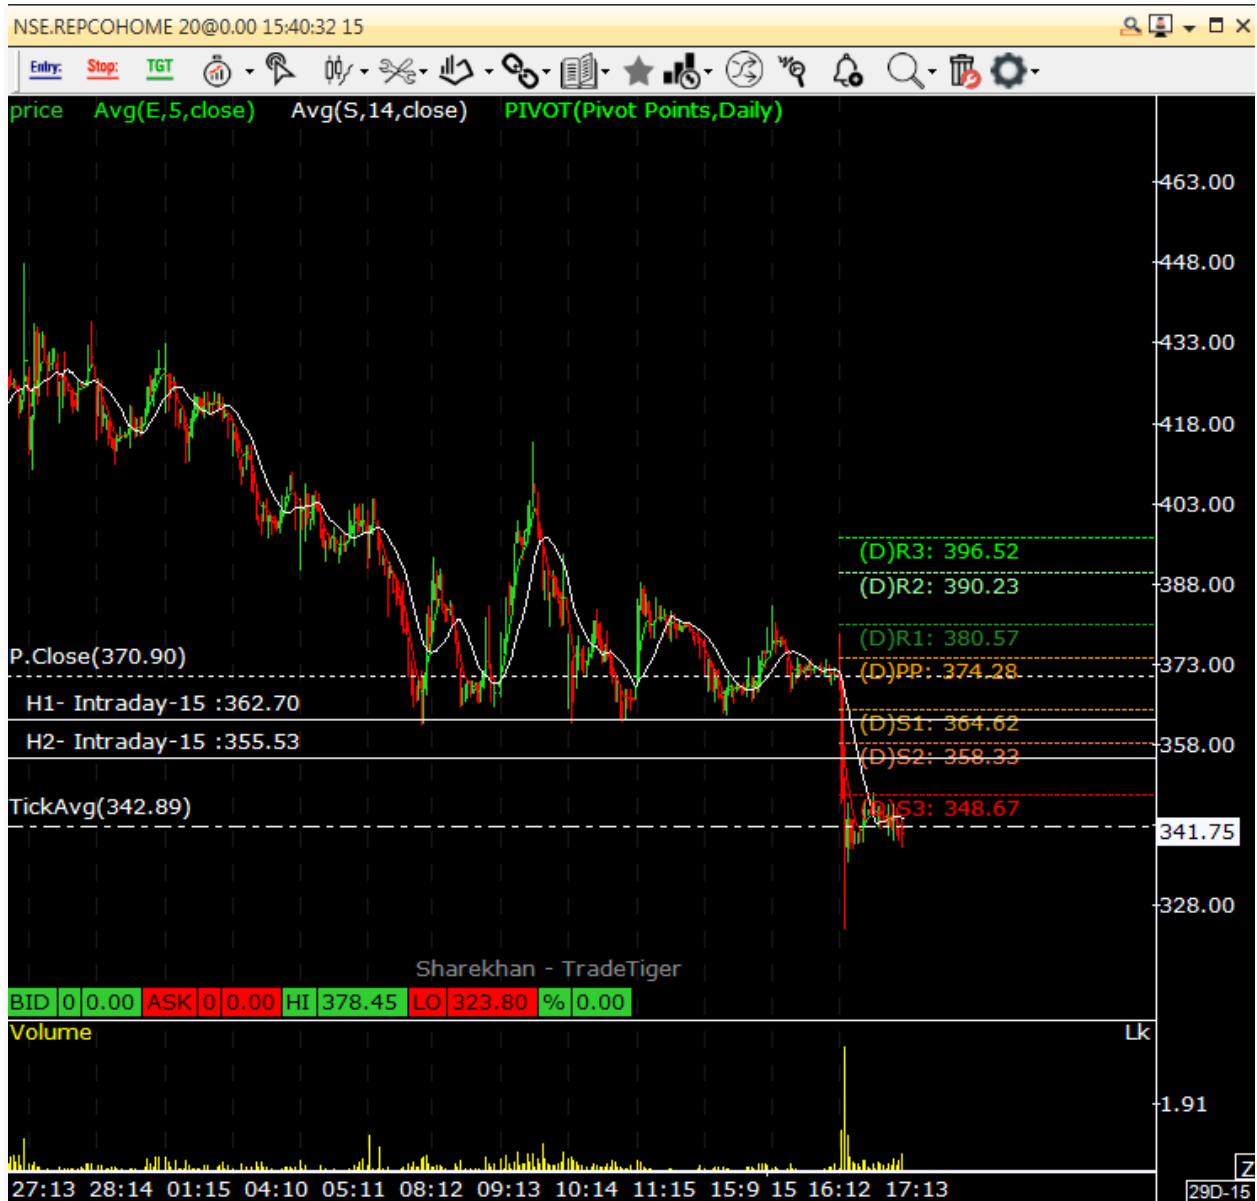 NSE.REPCOHOME 20@0.00 15:40:32 15
Entry: Stop: TGT
price Avg(E,5,close) Avg(S,14,close) PIVOT(Pivot Points,Daily)
463.00
448.00
433.00
418.00
403.00
(D)R3: 396.52
(D)R2: 390.23
388.00
(D)R1: 380.57
P.Close(370.90)
(D)PP: 374.28
373.00
H1- Intraday-15 :362.70
(D)S1: 364.62
H2- Intraday-15 :355.53
358.00
(D)S2: 358.33
TickAvg(342.89)
(D)S3: 348.67
341.75
328.00
Sharekhan - TradeTiger
BID 0 0.00 ASK 0 0.00 HI 378.45 LO 323.80 % 0.00
Volume
Lk
1.91
Z
27:13 28:14 01:15 04:10 05:11 08:12 09:13 10:14 11:15 15:9 15 16:12 17:13
29D-15